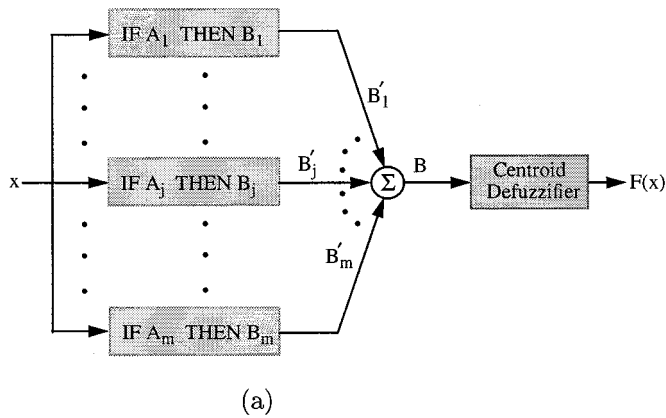 IF A₁ THEN B₁
B′₁
x
IF Aⱼ THEN Bⱼ
B′ⱼ
Σ
B
Centroid
Defuzzifier
F(x)
B′ₘ
IF Aₘ THEN Bₘ
(a)